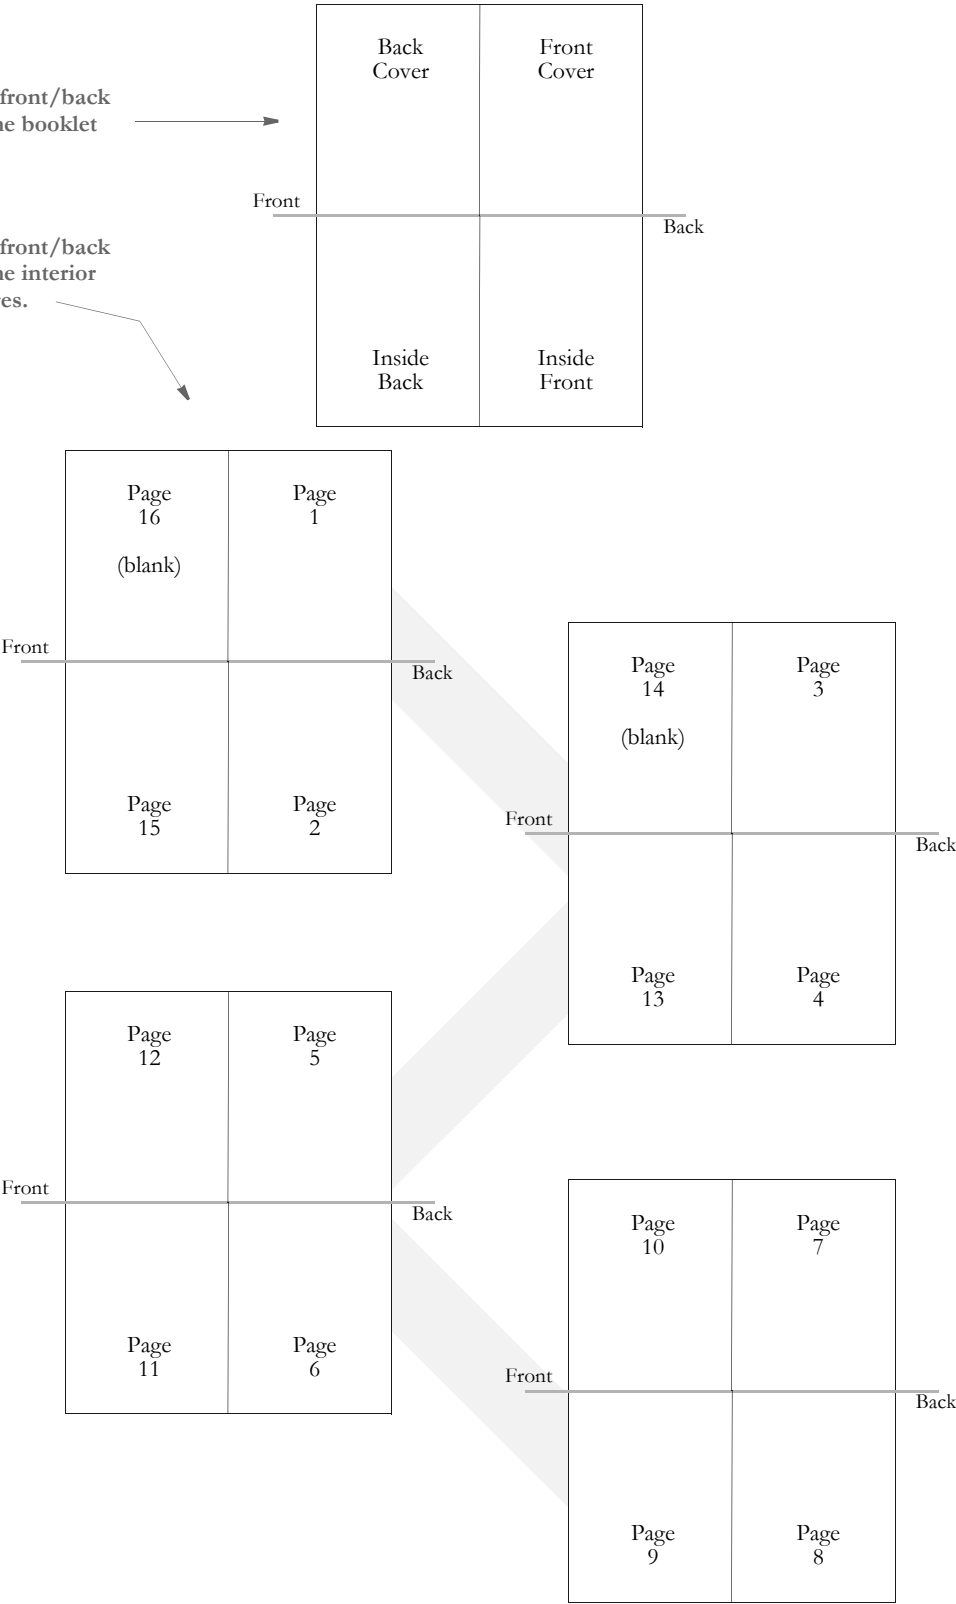 Back
Cover
Front
Cover
front/back
booklet
Front
Back
front/back
interior
Inside
Back
Inside
Front
Page
16
(blank)
Page
1
Front
Back
Page
15
Page
2
Page
14
(blank)
Page
3
Front
Back
Page
13
Page
4
Page
12
Page
5
Front
Back
Page
11
Page
6
Page
10
Page
7
Front
Back
Page
9
Page
8